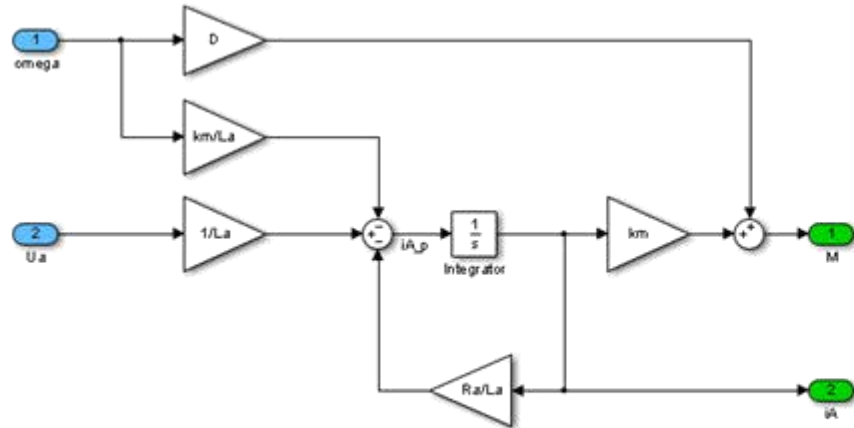 1
omega
D
km/La
2
Ua
1/La
+
−
−
iA_p
1
s
Integrator
km
+
+
1
M
Ra/La
2
iA